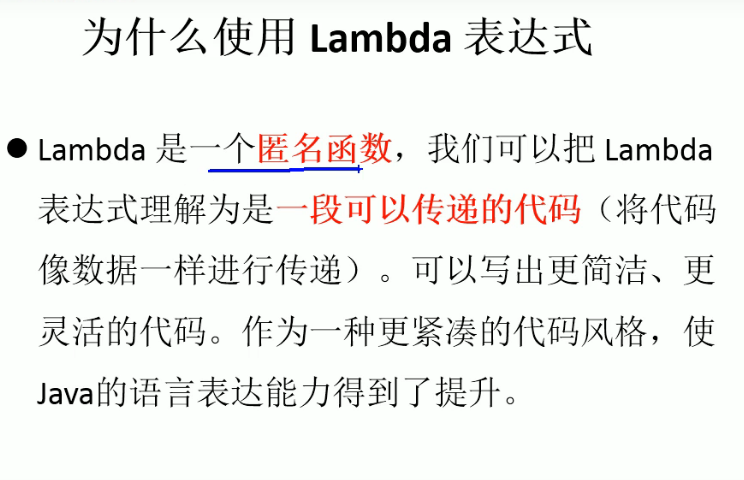 为什么使用 Lambda 表达式
●Lambda 是一个匿名函数，我们可以把 Lambda
表达式理解为是一段可以传递的代码（将代码
像数据一样进行传递）。可以写出更简洁、更
灵活的代码。作为一种更紧凑的代码风格，使
Java的语言表达能力得到了提升。